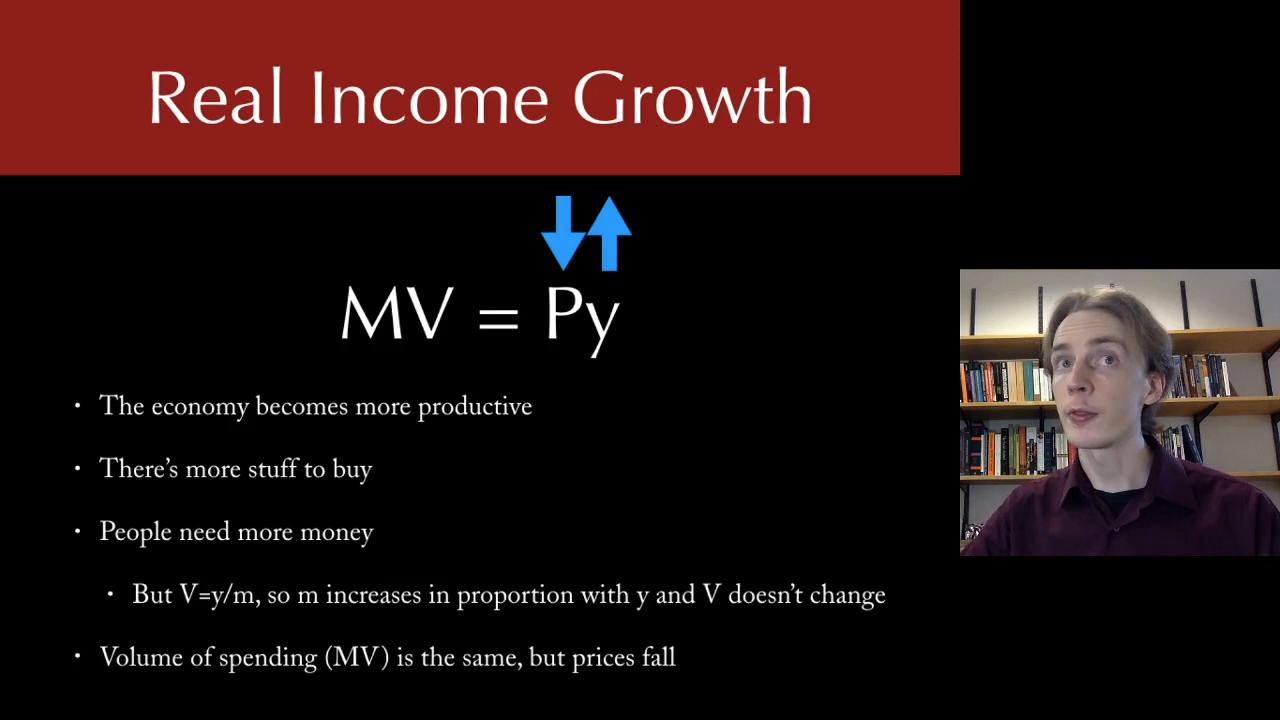 Real Income Growth
MV = Py
• The economy becomes more productive
• There's more stuff to buy
• People need more money
• But V=y/m, so m increases in proportion with y and V doesn't change
• Volume of spending (MV) is the same, but prices fall